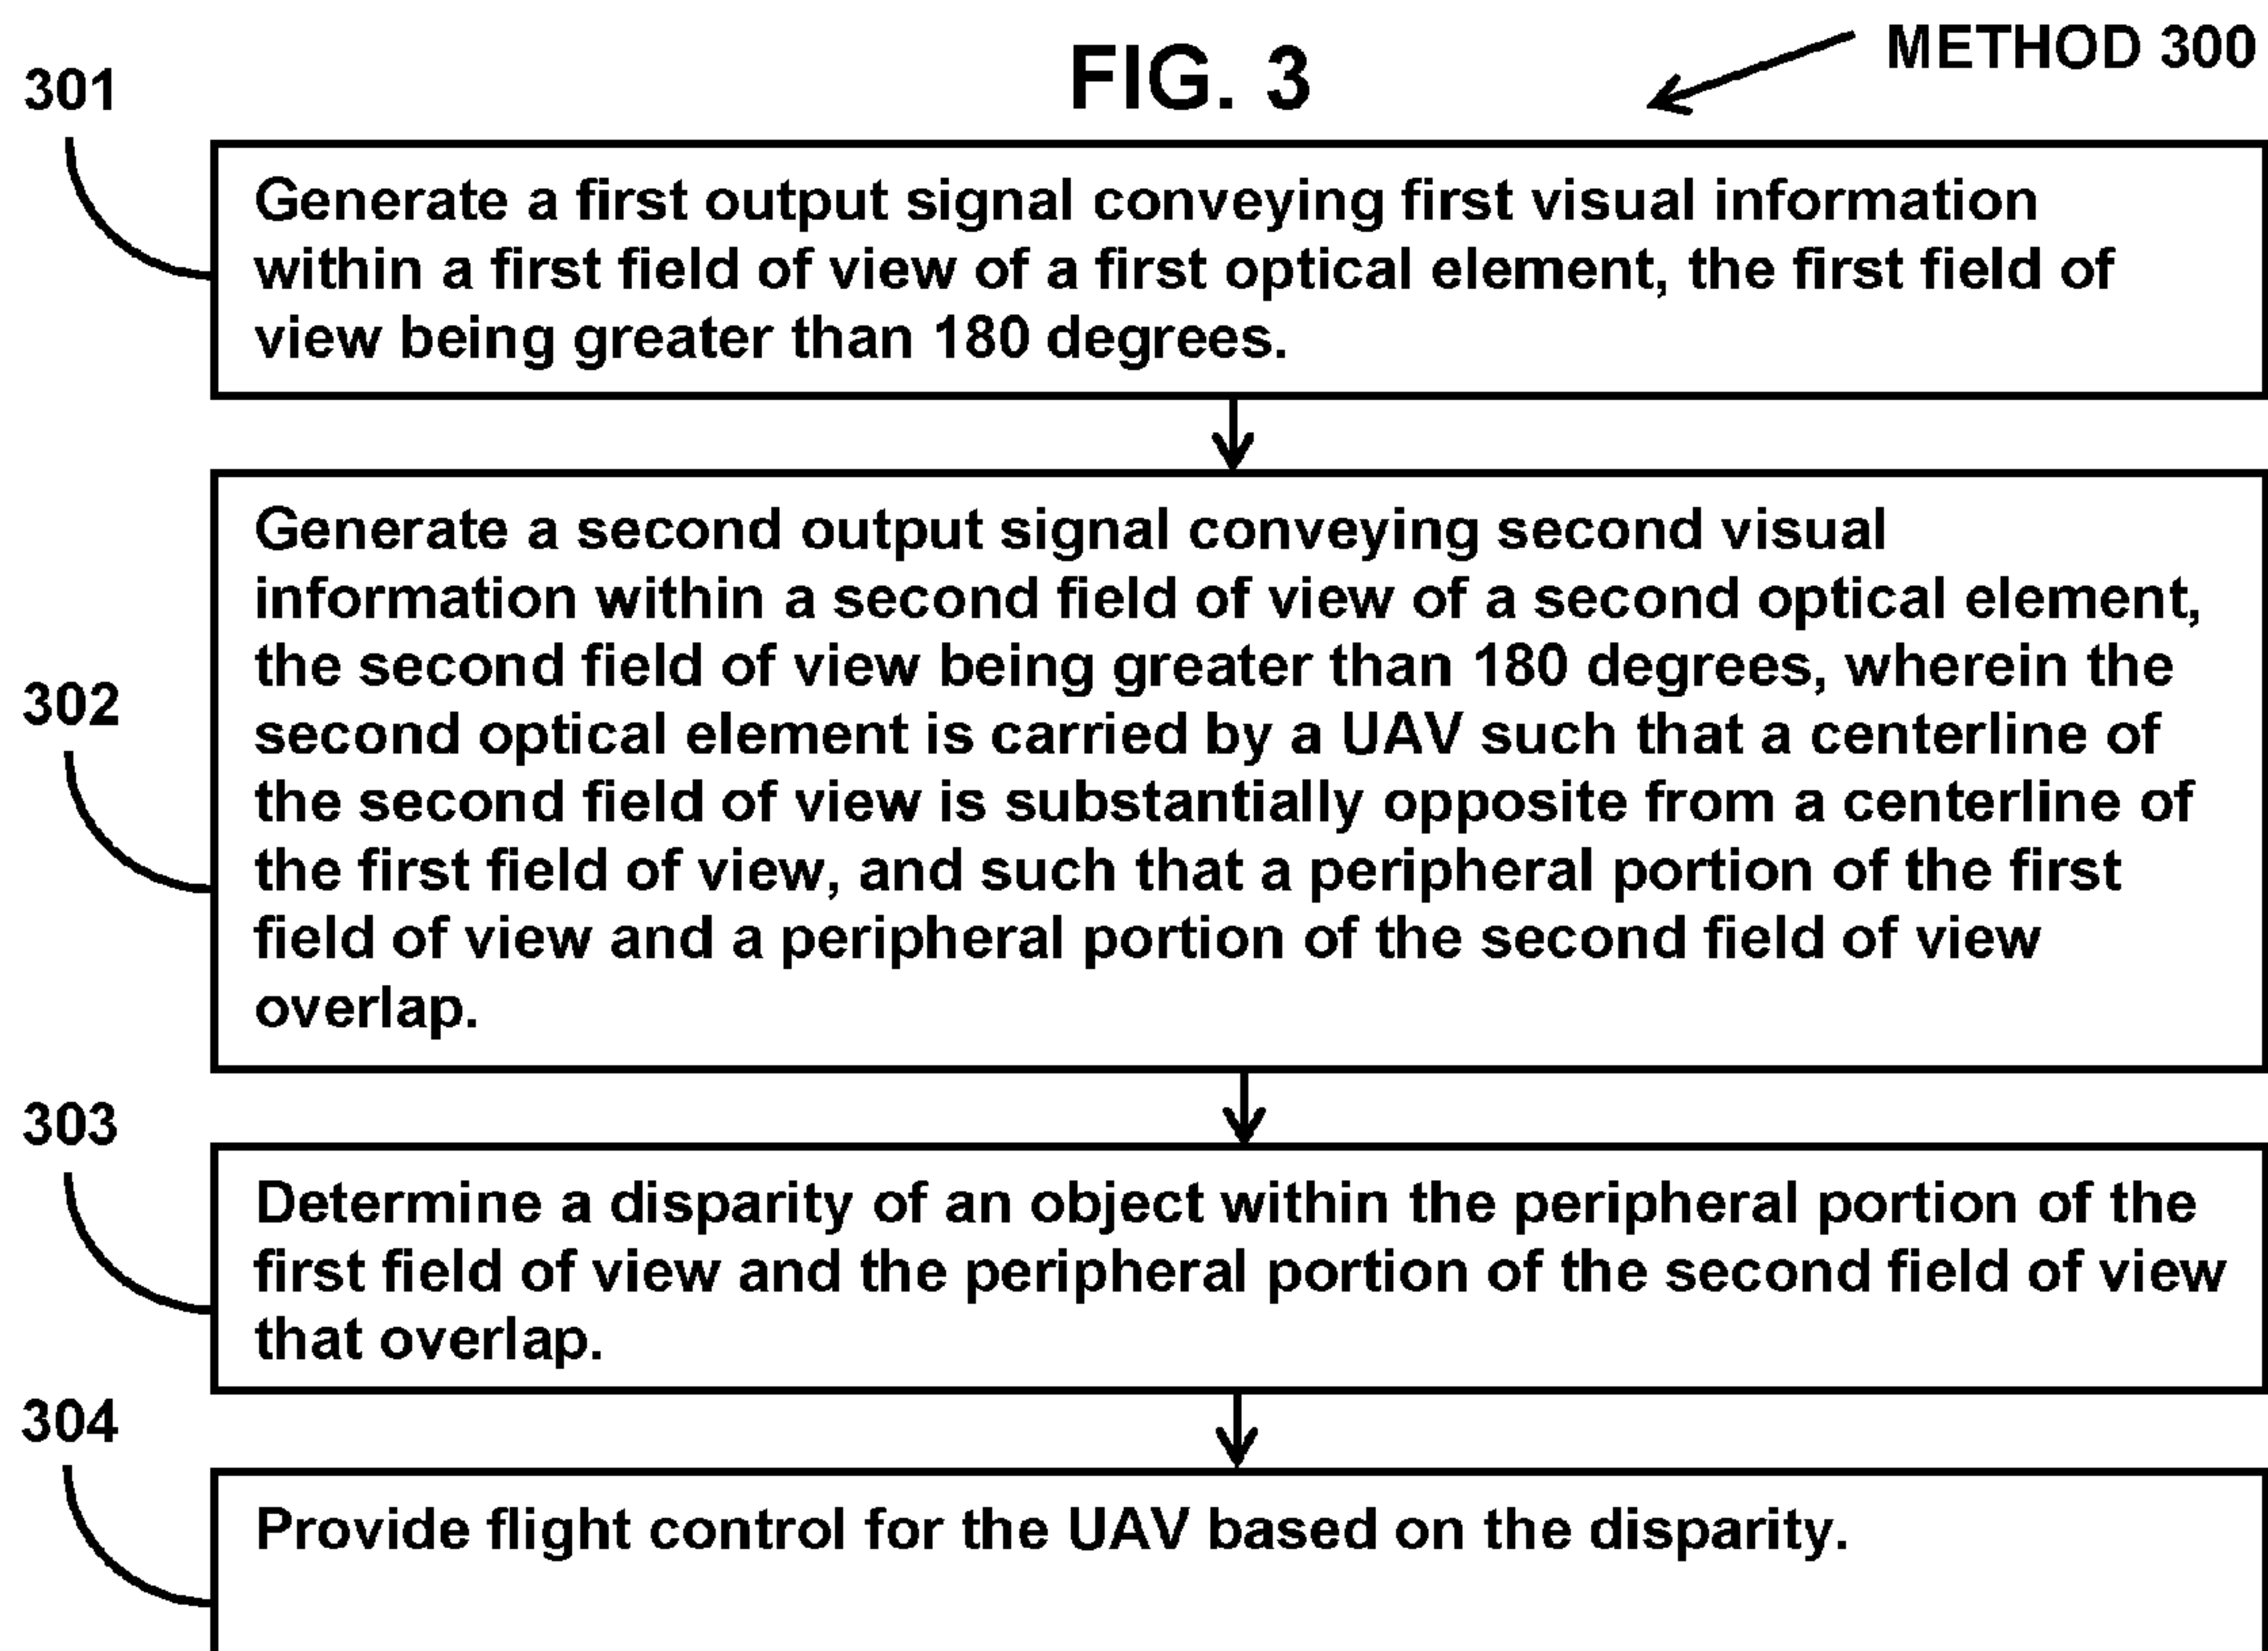 FIG. 3
METHOD 300
301
Generate a first output signal conveying first visual information
within a first field of view of a first optical element, the first field of
view being greater than 180 degrees.
302
Generate a second output signal conveying second visual
information within a second field of view of a second optical element,
the second field of view being greater than 180 degrees, wherein the
second optical element is carried by a UAV such that a centerline of
the second field of view is substantially opposite from a centerline of
the first field of view, and such that a peripheral portion of the first
field of view and a peripheral portion of the second field of view
overlap.
303
Determine a disparity of an object within the peripheral portion of the
first field of view and the peripheral portion of the second field of view
that overlap.
304
Provide flight control for the UAV based on the disparity.